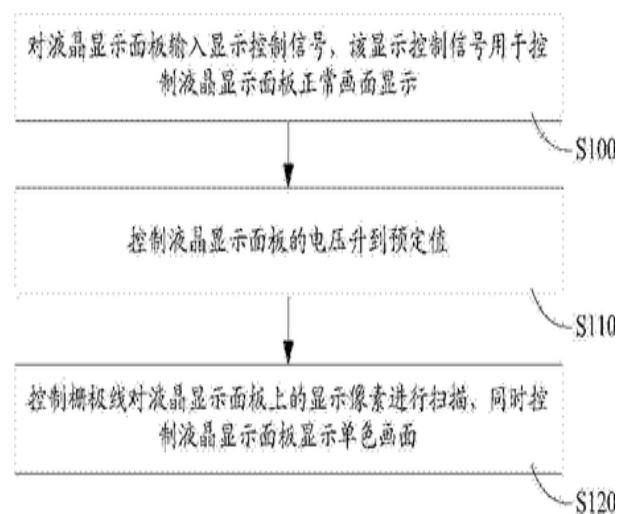 对液晶显示面板输入显示控制信号，该显示控制信号用于控
制液晶显示面板正常画面显示
S100
控制液晶显示面板的电压升到预定值
S110
控制栅极线对液晶显示面板上的显示像素进行扫描，同时控
制液晶显示面板显示单色画面
S120